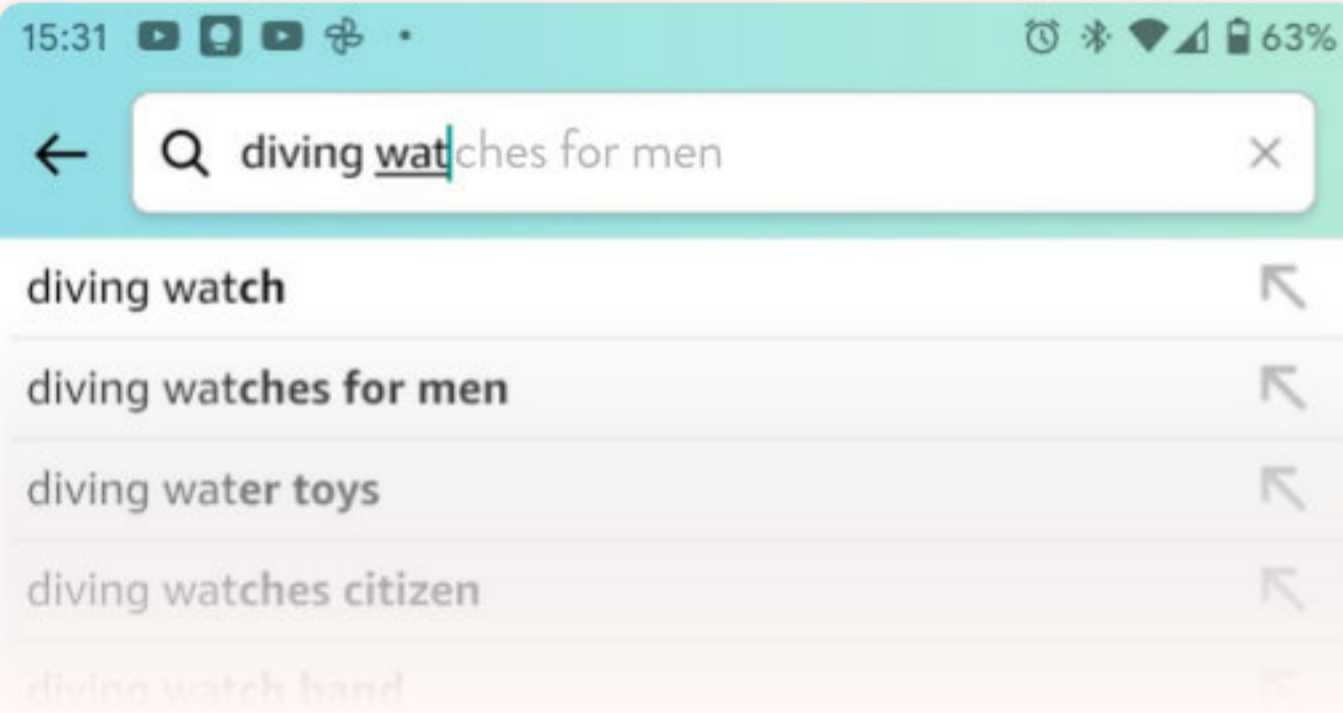 15:31 63%
diving watches for men
diving watch
diving watches for men
diving water toys
diving watches citizen
diving watch band